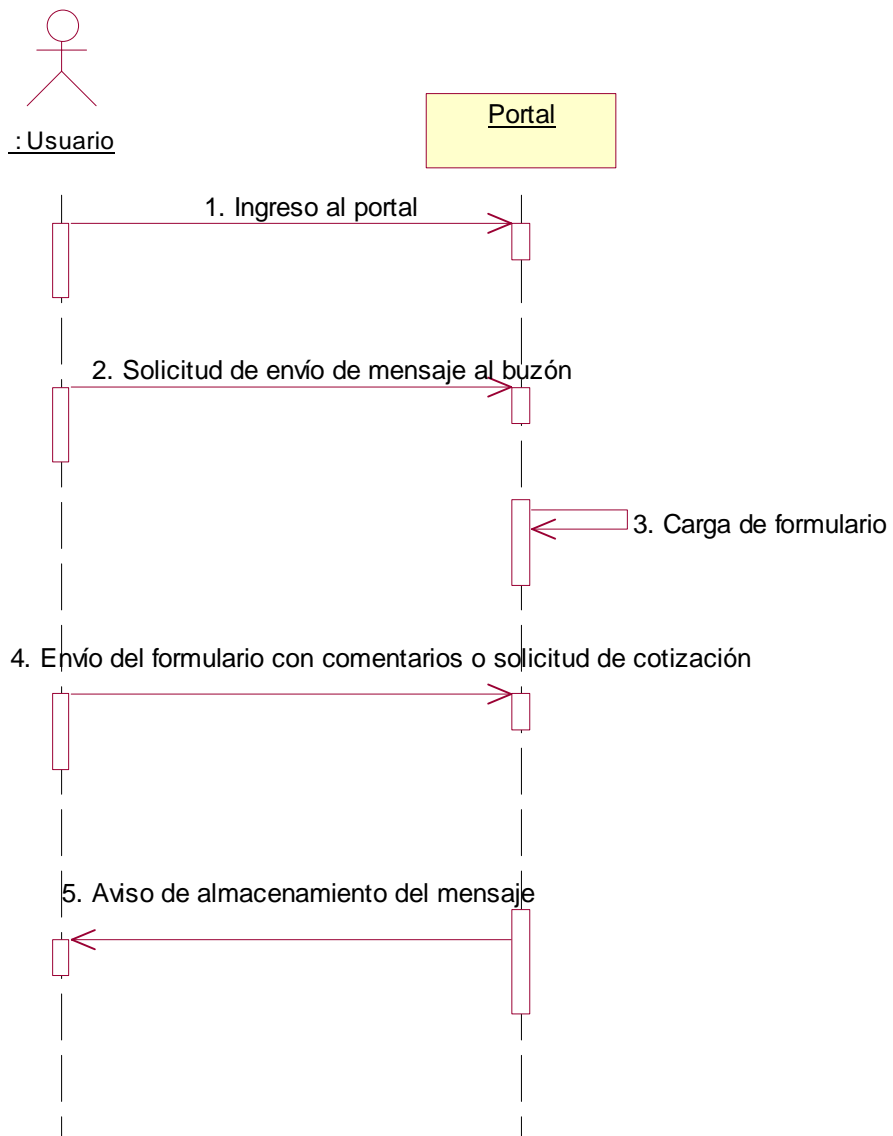 Portal
: Usuario
1. Ingreso al portal
2. Solicitud de envío de mensaje al buzón
3. Carga de formulario
4. Envío del formulario con comentarios o solicitud de cotización
5. Aviso de almacenamiento del mensaje